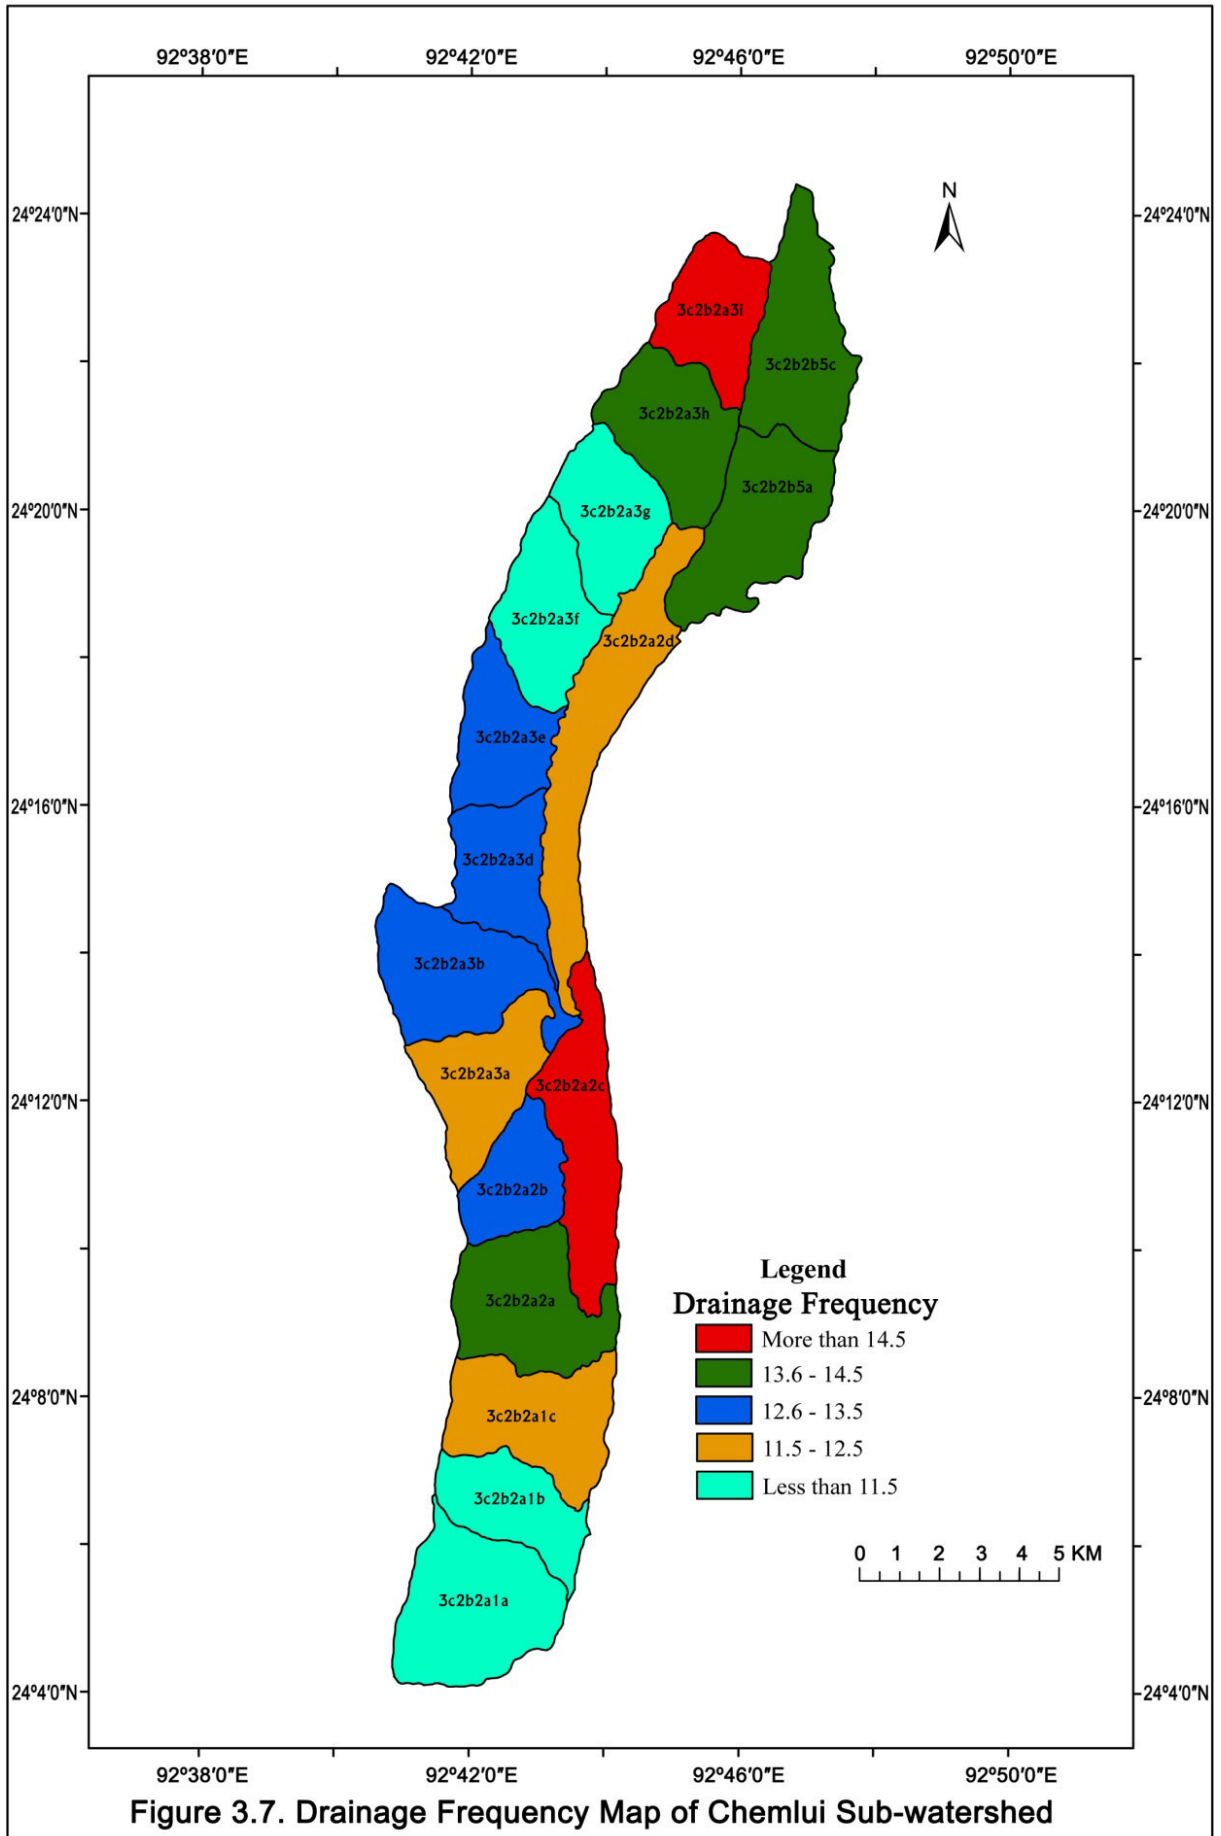 92°38'0"E 92°42'0"E 92°46'0"E 92°50'0"E
N
24°24'0"N 24°24'0"N
3c2b2a3i
3c2b2b5c
3c2b2a3h
3c2b2b5a
24°20'0"N 3c2b2a3g 24°20'0"N
3c2b2a3f
3c2b2a2d
3c2b2a3e
24°16'0"N 24°16'0"N
3c2b2a3d
3c2b2a3b
3c2b2a3a
3c2b2a2c
24°12'0"N 24°12'0"N
3c2b2a2b
Legend
3c2b2a2a
Drainage Frequency
More than 14.5
13.6 - 14.5
24°8'0"N 24°8'0"N
12.6 - 13.5
3c2b2a1c
11.5 - 12.5
Less than 11.5
3c2b2a1b
0 1 2 3 4 5 KM
3c2b2a1a
24°4'0"N 24°4'0"N
92°38'0"E 92°42'0"E 92°46'0"E 92°50'0"E
Figure 3.7. Drainage Frequency Map of Chemlui Sub-watershed